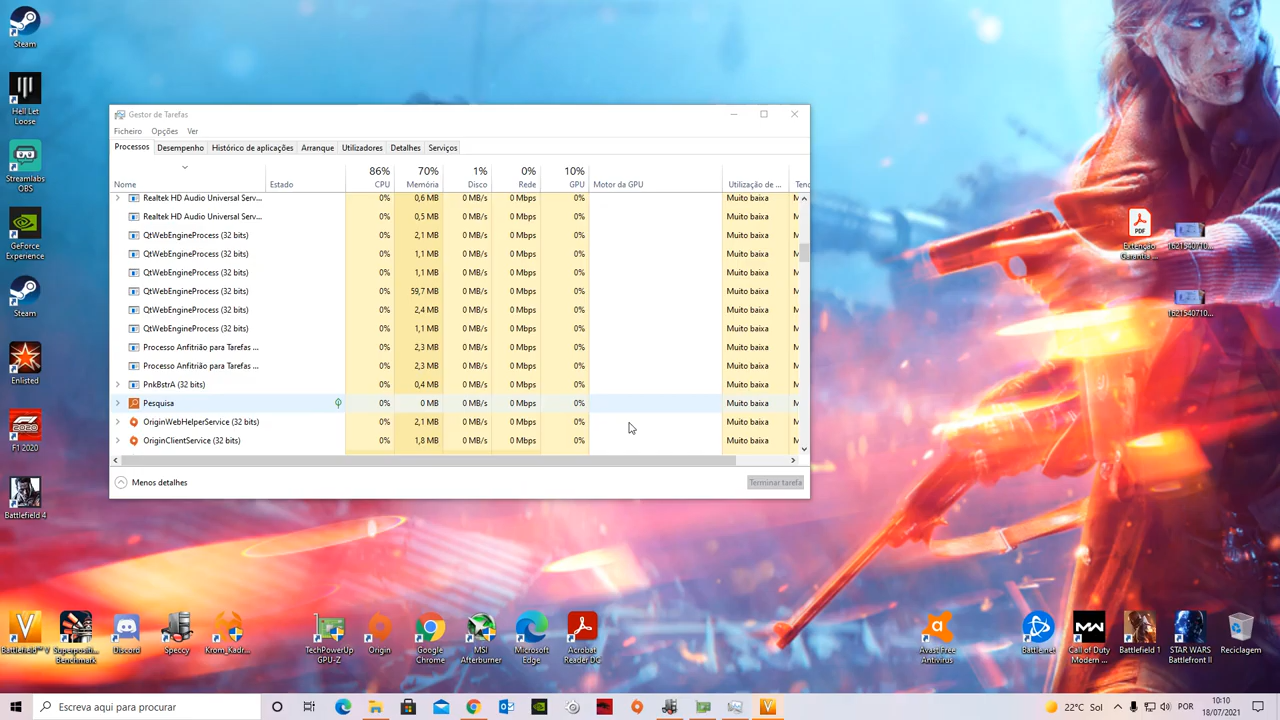 Steam
Hell Let
Loose
Streamlabs
OBS
GeForce
Experience
Steam
Enlisted
F1 2020
Battlefield 4
Gestor de Tarefas
Ficheiro Opções Ver
Processos Desempenho Histórico de aplicações Arranque Utilizadores Detalhes Serviços
86% 70% 1% 0% 10%
Nome Estado CPU Memória Disco Rede GPU Motor da GPU Utilização de ... Tend
Realtek HD Audio Universal Serv... 0% 0,6 MB 0 MB/s 0 Mbps 0% Muito baixa M
Realtek HD Audio Universal Serv... 0% 0,5 MB 0 MB/s 0 Mbps 0% Muito baixa M
QtWebEngineProcess (32 bits) 0% 2,1 MB 0 MB/s 0 Mbps 0% Muito baixa M
QtWebEngineProcess (32 bits) 0% 1,1 MB 0 MB/s 0 Mbps 0% Muito baixa M
QtWebEngineProcess (32 bits) 0% 1,1 MB 0 MB/s 0 Mbps 0% Muito baixa M
QtWebEngineProcess (32 bits) 0% 59,7 MB 0 MB/s 0 Mbps 0% Muito baixa M
QtWebEngineProcess (32 bits) 0% 2,4 MB 0 MB/s 0 Mbps 0% Muito baixa M
QtWebEngineProcess (32 bits) 0% 1,1 MB 0 MB/s 0 Mbps 0% Muito baixa M
Processo Anfitrião para Tarefas ... 0% 2,3 MB 0 MB/s 0 Mbps 0% Muito baixa M
Processo Anfitrião para Tarefas ... 0% 2,3 MB 0 MB/s 0 Mbps 0% Muito baixa M
PnkBstrA (32 bits) 0% 0,4 MB 0 MB/s 0 Mbps 0% Muito baixa M
Pesquisa 0% 0 MB 0 MB/s 0 Mbps 0% Muito baixa M
OriginWebHelperService (32 bits) 0% 2,1 MB 0 MB/s 0 Mbps 0% Muito baixa M
OriginClientService (32 bits) 0% 1,8 MB 0 MB/s 0 Mbps 0% Muito baixa M
Menos detalhes Terminar tarefa
PDF
Extenção
Garantia ...
1621540710...
1621540710...
Battlefield™ V
Superpositi...
Benchmark
Discord
Speccy
Krom_Kadr...
TechPowerUp
GPU-Z
Origin
Google
Chrome
MSI
Afterburner
Microsoft
Edge
Acrobat
Reader DC
Avast Free
Antivirus
Battle.net
Call of Duty
Modern ...
Battlefield 1
STAR WARS
Battlefront II
Reciclagem
Escreva aqui para procurar
22°C Sol POR
10:10
18/07/2021